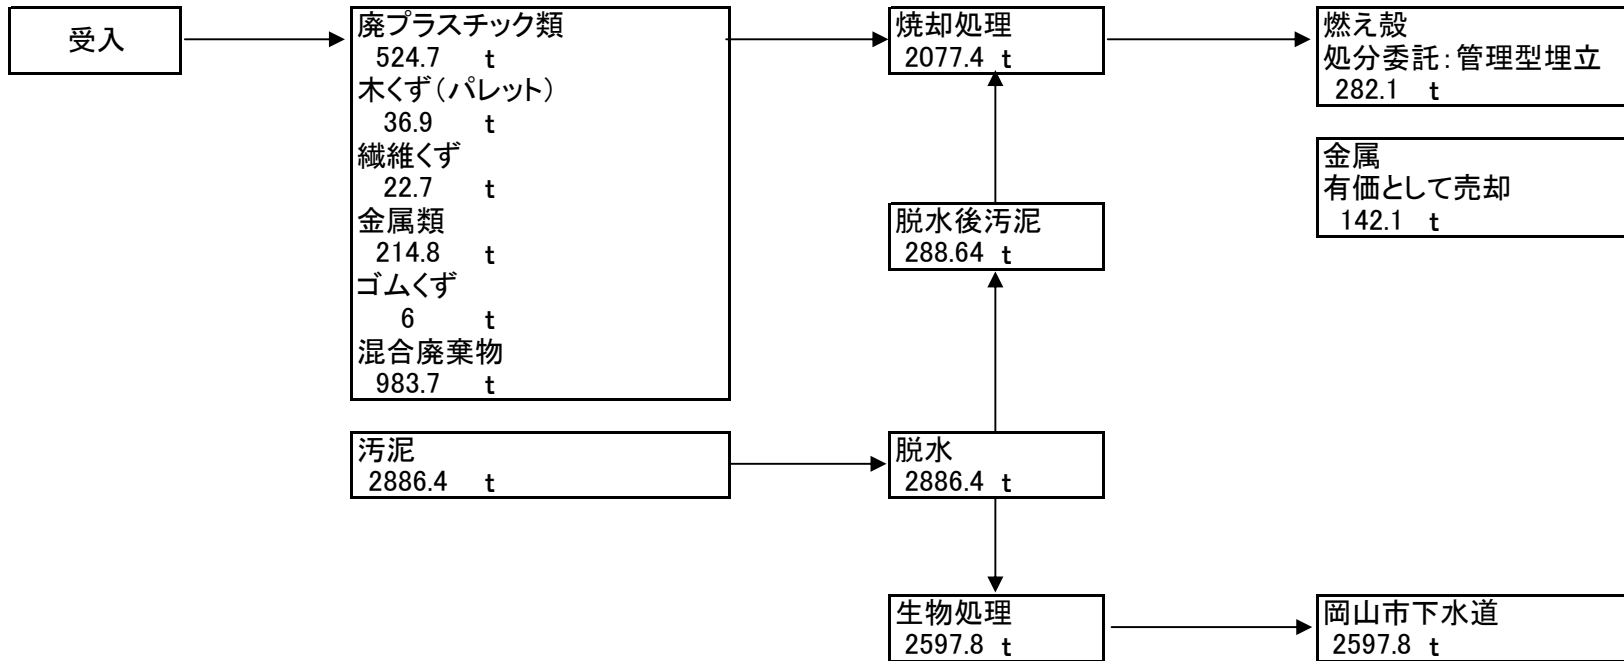 受入
廃プラスチック類
524.7 t
木くず(パレット)
36.9 t
繊維くず
22.7 t
金属類
214.8 t
ゴムくず
6 t
混合廃棄物
983.7 t
焼却処理
2077.4 t
燃え殻
処分委託:管理型埋立
282.1 t
金属
有価として売却
142.1 t
脱水後汚泥
288.64 t
汚泥
2886.4 t
脱水
2886.4 t
生物処理
2597.8 t
岡山市下水道
2597.8 t